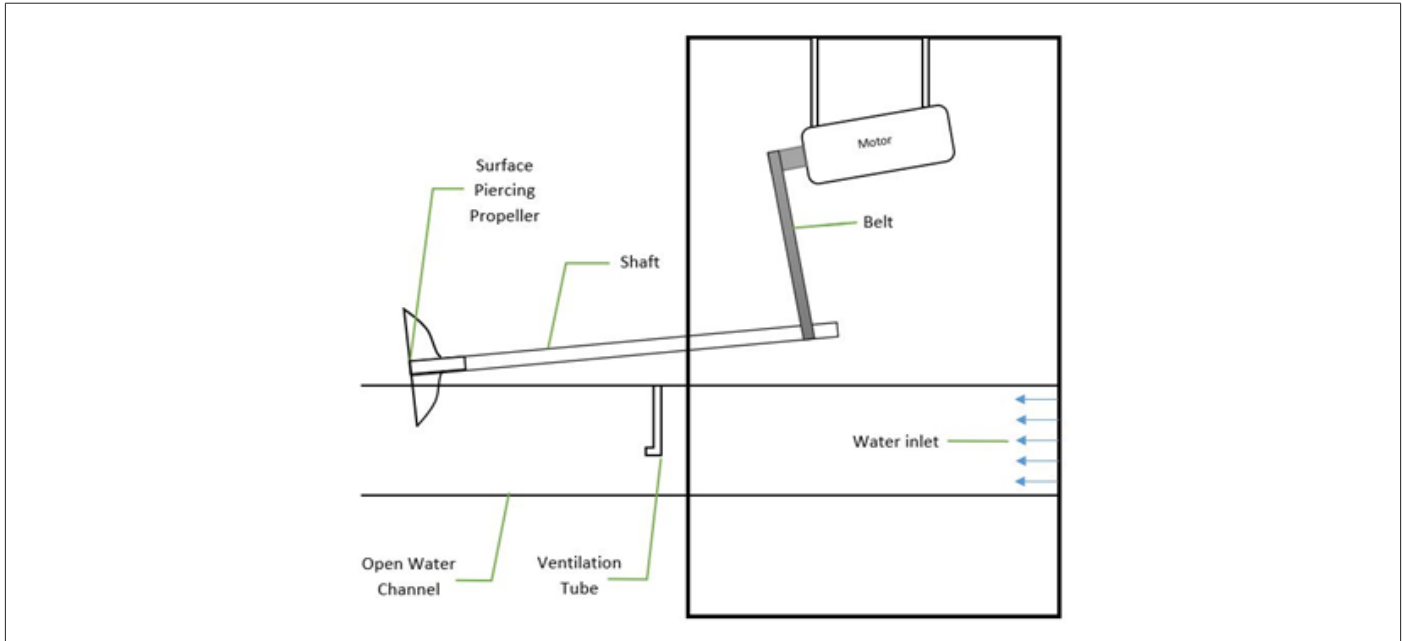 Motor
Surface
Piercing
Propeller
Belt
Shaft
Water inlet
Open Water
Channel
Ventilation
Tube